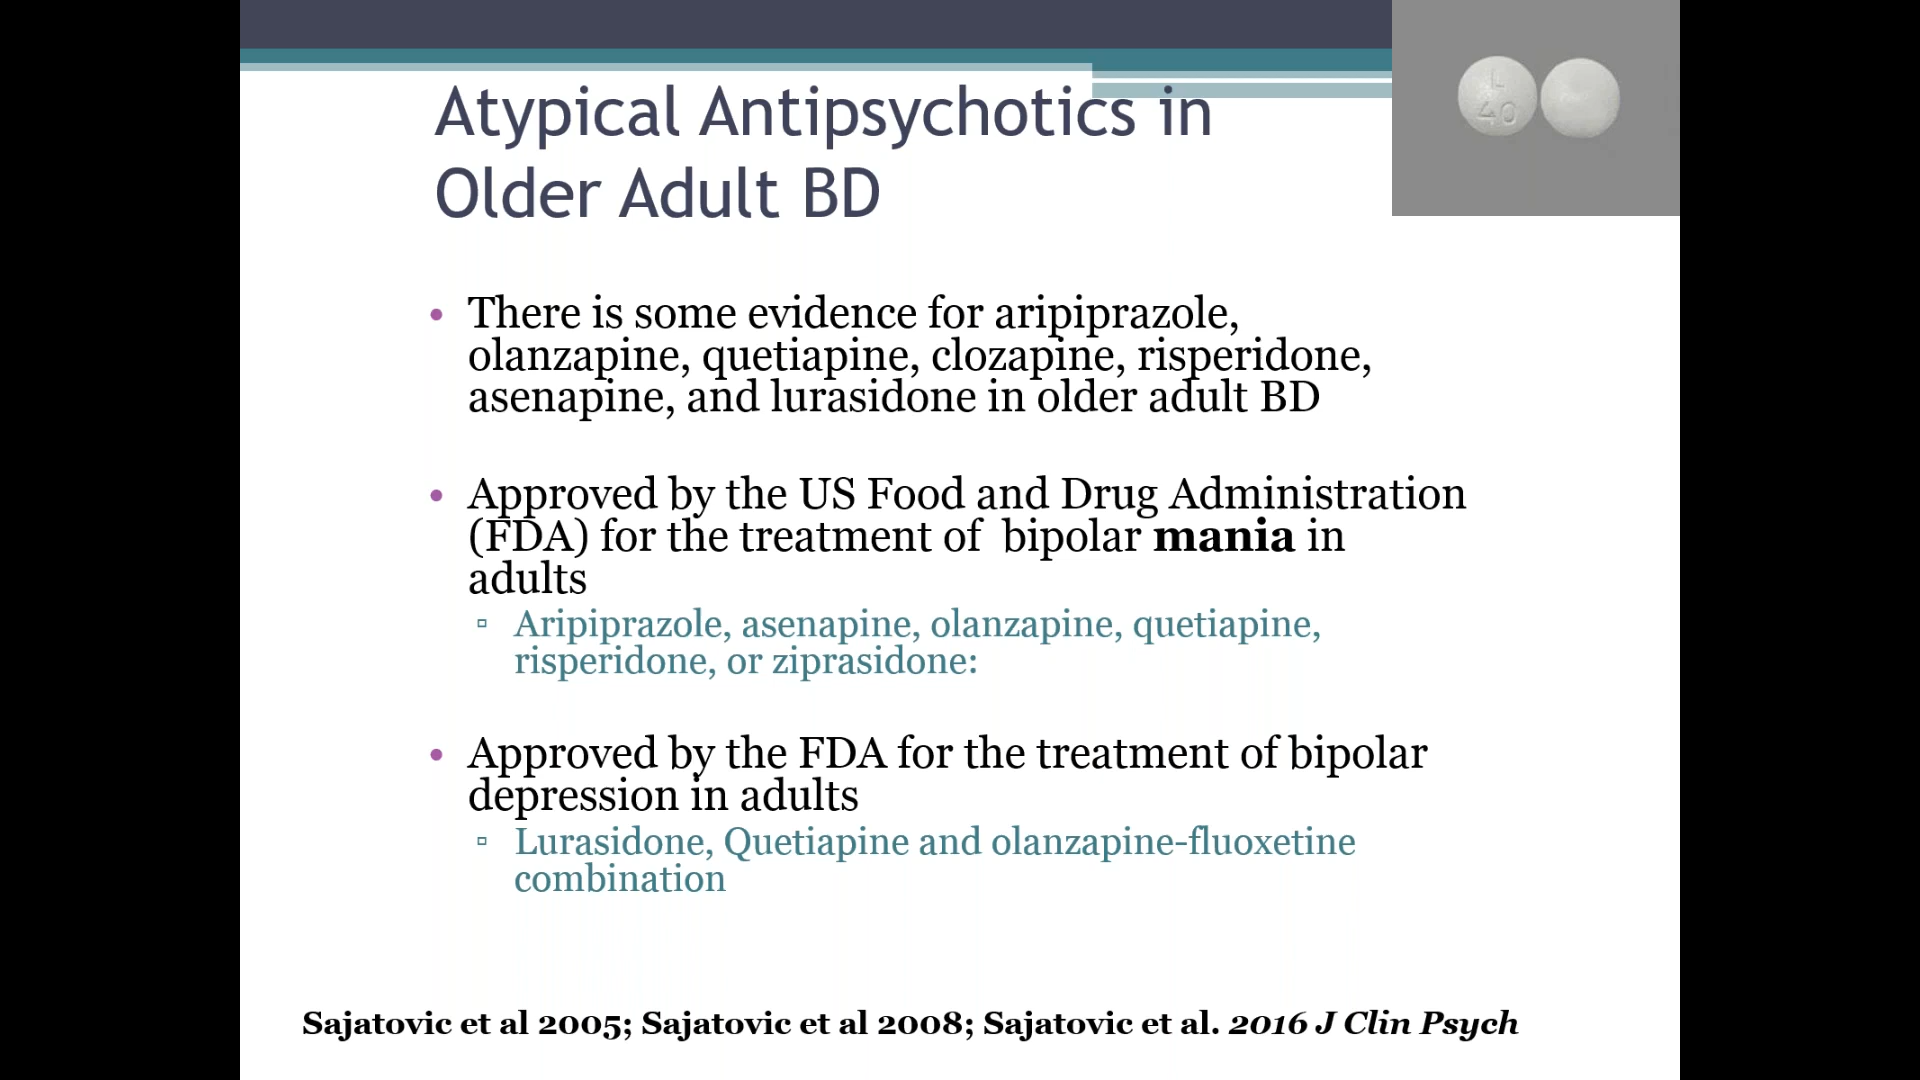 Atypical Antipsychotics in
Older Adult BD
L
40
• There is some evidence for aripiprazole,
olanzapine, quetiapine, clozapine, risperidone,
asenapine, and lurasidone in older adult BD
• Approved by the US Food and Drug Administration
(FDA) for the treatment of  bipolar mania in
adults
▫ Aripiprazole, asenapine, olanzapine, quetiapine,
risperidone, or ziprasidone:
• Approved by the FDA for the treatment of bipolar
depression in adults
▫ Lurasidone, Quetiapine and olanzapine-fluoxetine
combination
Sajatovic et al 2005; Sajatovic et al 2008; Sajatovic et al. 2016 J Clin Psych